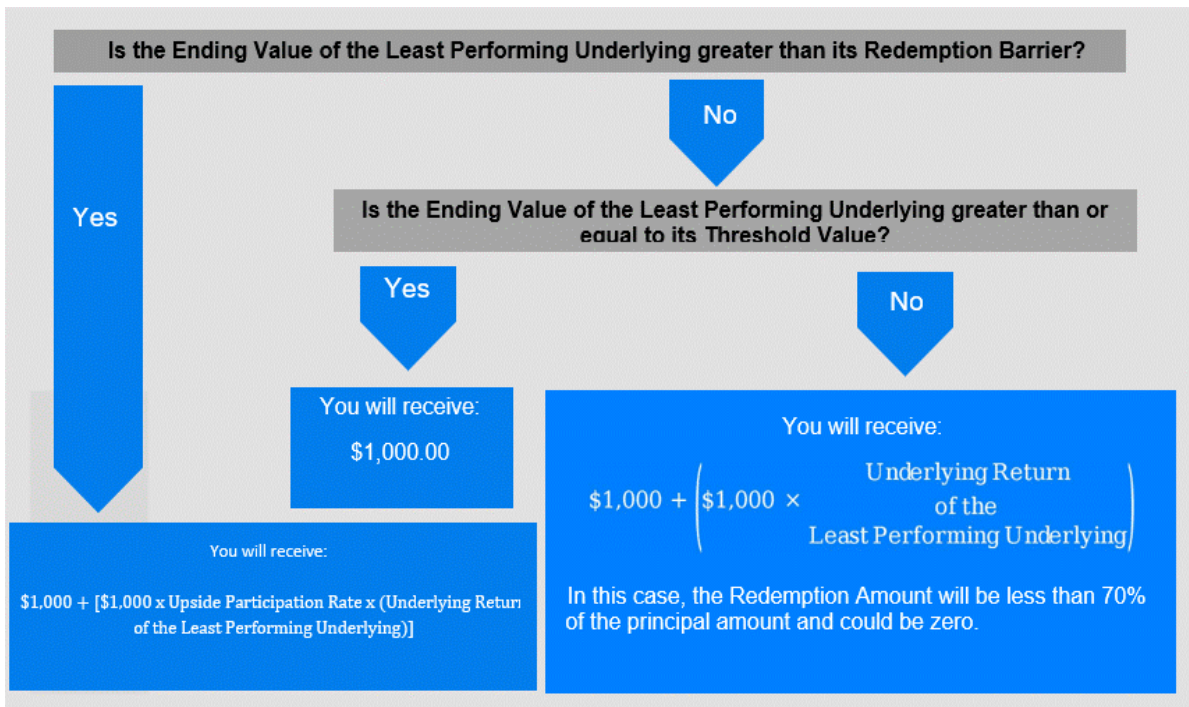 Is the Ending Value of the Least Performing Underlying greater than its Redemption Barrier?
Yes
No
Is the Ending Value of the Least Performing Underlying greater than or
equal to its Threshold Value?
Yes
No
You will receive:
$1,000.00
You will receive:
$1,000 + ($1,000 × Underlying Return
of the
Least Performing Underlying)
In this case, the Redemption Amount will be less than 70%
of the principal amount and could be zero.
You will receive:
$1,000 + [$1,000 x Upside Participation Rate x (Underlying Return
of the Least Performing Underlying)]